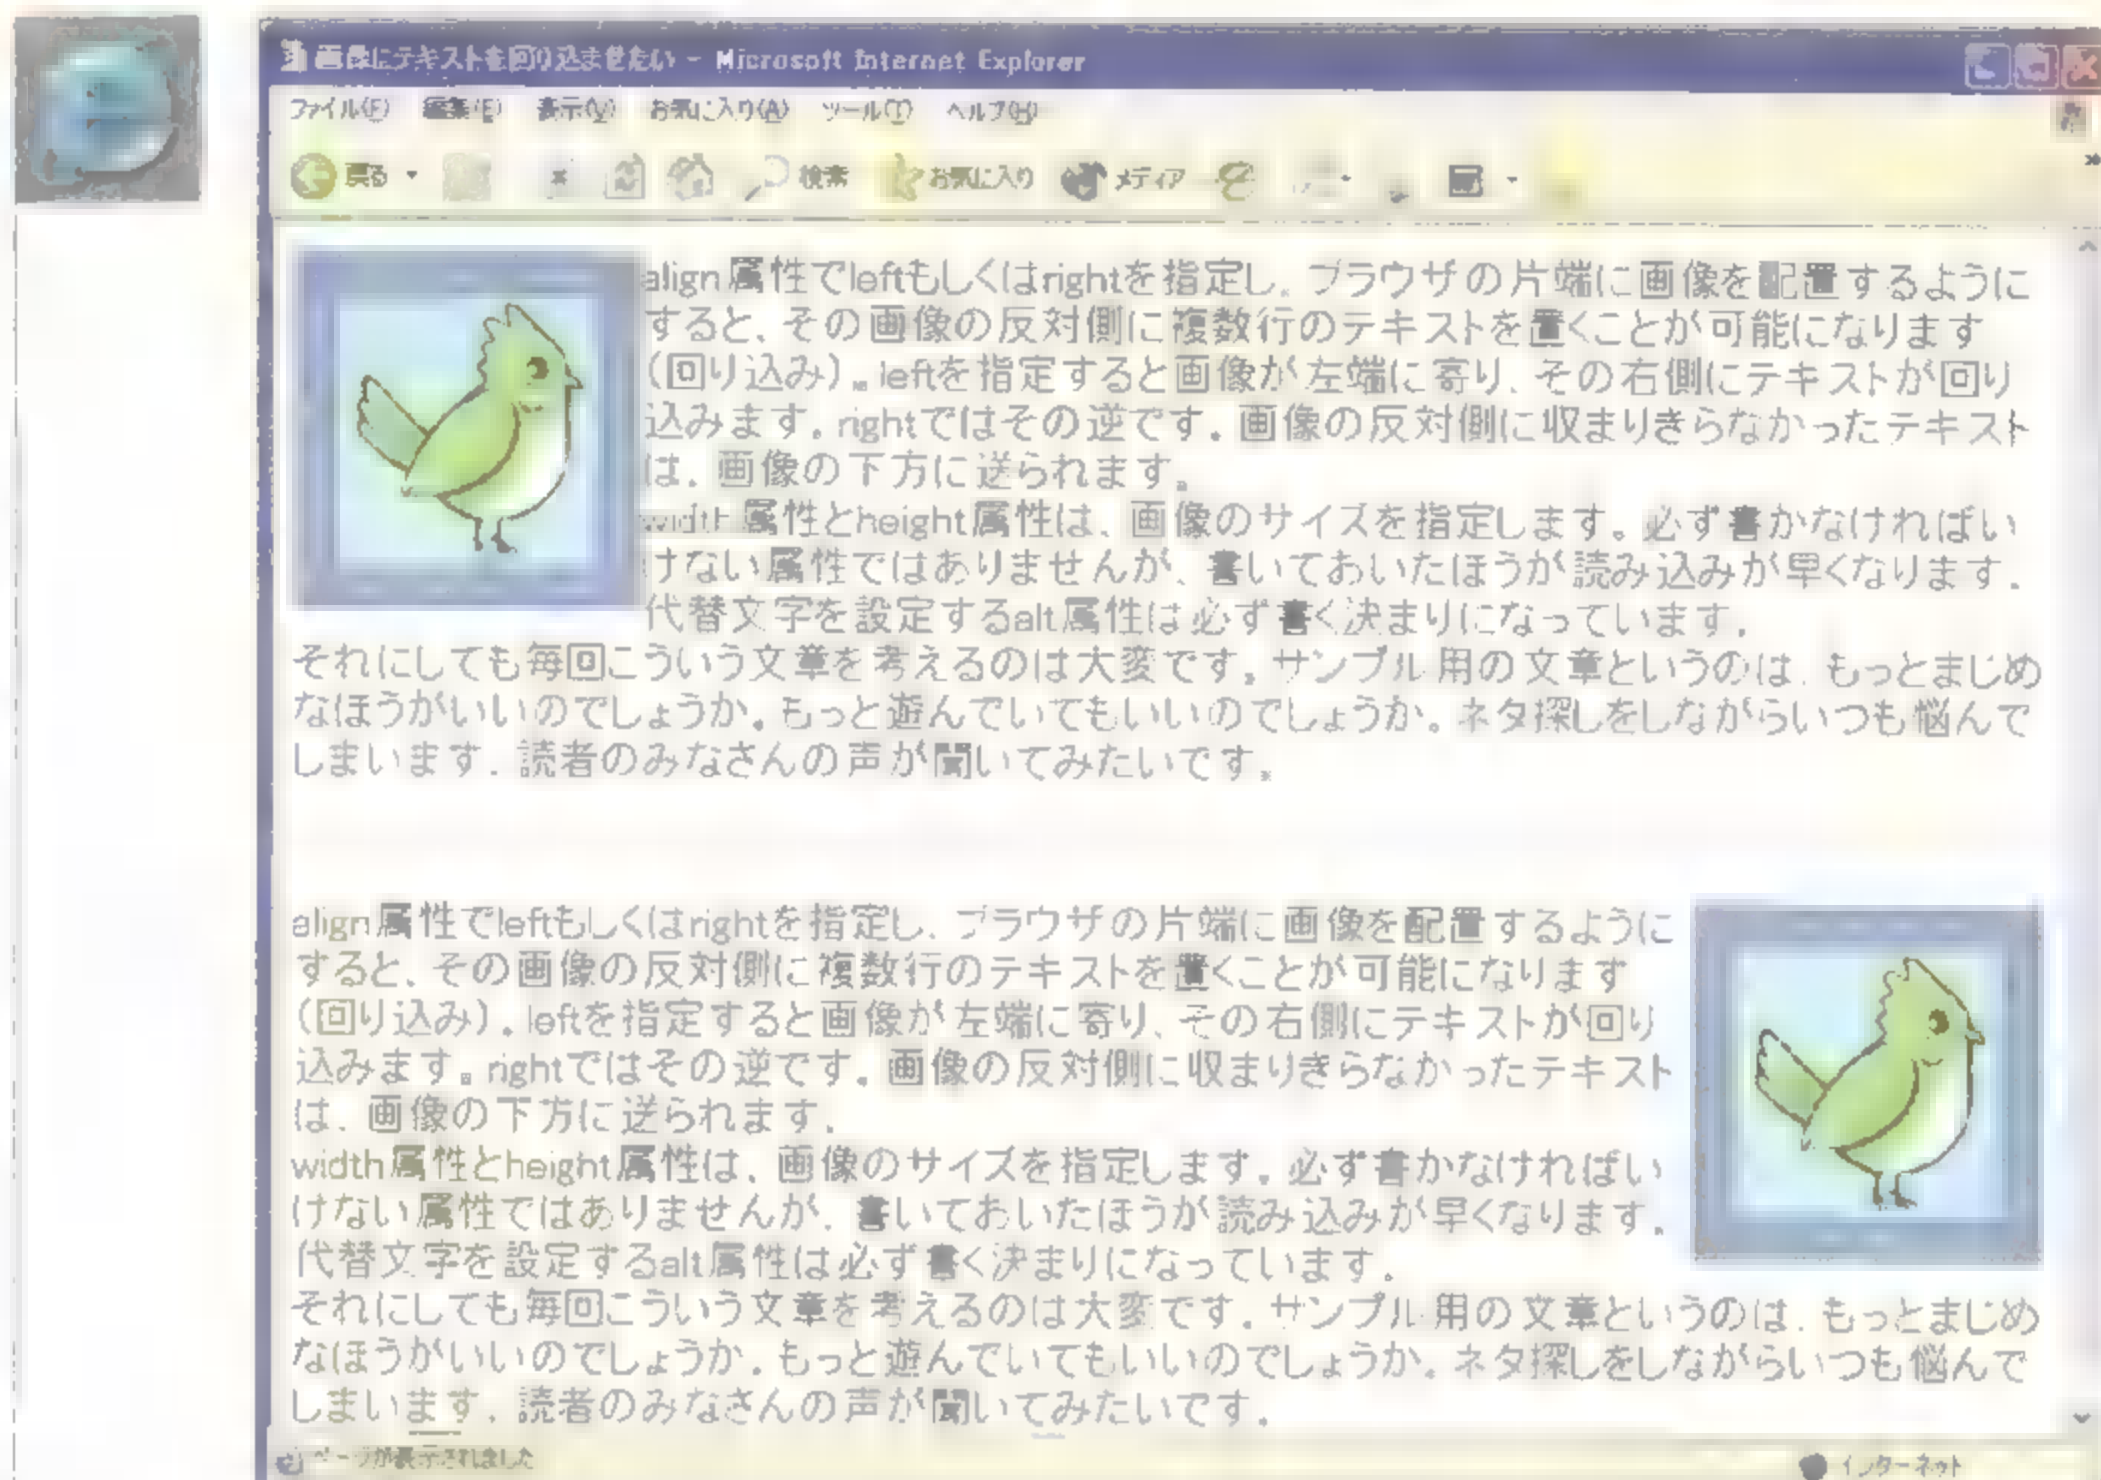 画像にテキストを回り込ませたい - Microsoft Internet Explorer
ファイル(F) 編集(E) 表示(V) お気に入り(A) ツール(T) ヘルプ(H)
戻る 検索 お気に入り メディア
align属性でleftもしくはrightを指定し、ブラウザの片端に画像を配置するように
すると、その画像の反対側に複数行のテキストを置くことが可能になります
（回り込み）。leftを指定すると画像が左端に寄り、その右側にテキストが回り
込みます。rightではその逆です。画像の反対側に収まりきらなかったテキスト
は、画像の下方に送られます。
width属性とheight属性は、画像のサイズを指定します。必ず書かなければい
けない属性ではありませんが、書いておいたほうが読み込みが早くなります。
代替文字を設定するalt属性は必ず書く決まりになっています。
それにしても毎回こういう文章を考えるのは大変です。サンプル用の文章というのは、もっとまじめ
なほうがいいのでしょうか。もっと遊んでいてもいいのでしょうか。ネタ探しをしながらいつも悩んで
しまいます。読者のみなさんの声が聞いてみたいです。
align属性でleftもしくはrightを指定し、ブラウザの片端に画像を配置するように
すると、その画像の反対側に複数行のテキストを置くことが可能になります
（回り込み）。leftを指定すると画像が左端に寄り、その右側にテキストが回り
込みます。rightではその逆です。画像の反対側に収まりきらなかったテキスト
は、画像の下方に送られます。
width属性とheight属性は、画像のサイズを指定します。必ず書かなければい
けない属性ではありませんが、書いておいたほうが読み込みが早くなります。
代替文字を設定するalt属性は必ず書く決まりになっています。
それにしても毎回こういう文章を考えるのは大変です。サンプル用の文章というのは、もっとまじめ
なほうがいいのでしょうか。もっと遊んでいてもいいのでしょうか。ネタ探しをしながらいつも悩んで
しまいます。読者のみなさんの声が聞いてみたいです。
ページが表示されました インターネット